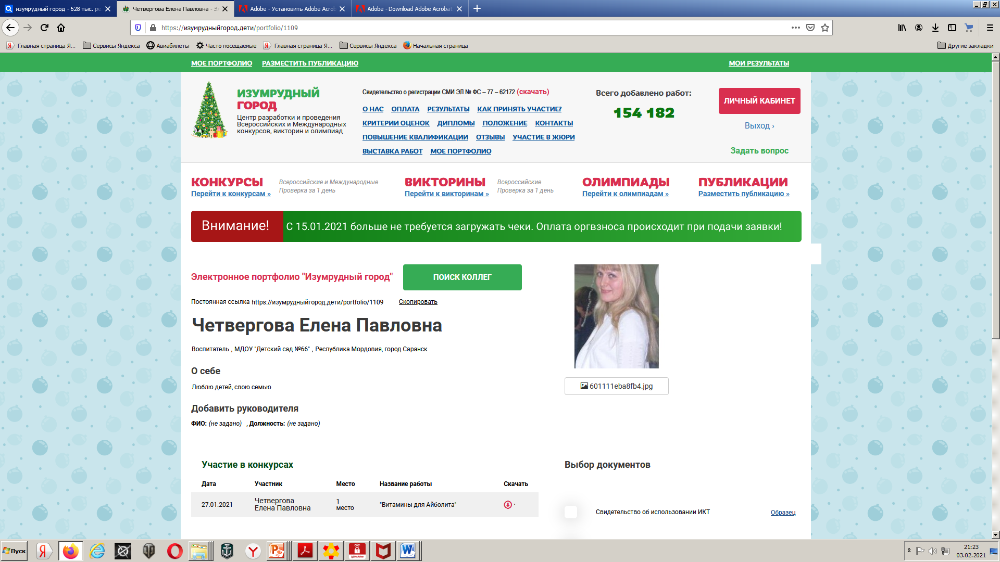 изумрудный город - 628 тыс. ре
Четвергова Елена Павловна - Э
Adobe - Установить Adobe Acrob
Adobe - Download Adobe Acrobat
https://изумрудныйгород.дети/portfolio/1109
Главная страница Я...
Сервисы Яндекса
Авиабилеты
Часто посещаемые
Главная страница Я...
Сервисы Яндекса
Начальная страница
Другие закладки
МОЕ ПОРТФОЛИО РАЗМЕСТИТЬ ПУБЛИКАЦИЮ МОИ РЕЗУЛЬТАТЫ
ИЗУМРУДНЫЙ
ГОРОД
Центр разработки и проведения
Всероссийских и Международных
конкурсов, викторин и олимпиад
Свидетельство о регистрации СМИ ЭЛ № ФС – 77 – 62172 (скачать)
О НАС ОПЛАТА РЕЗУЛЬТАТЫ КАК ПРИНЯТЬ УЧАСТИЕ?
КРИТЕРИИ ОЦЕНОК ДИПЛОМЫ ПОЛОЖЕНИЕ КОНТАКТЫ
ПОВЫШЕНИЕ КВАЛИФИКАЦИИ ОТЗЫВЫ УЧАСТИЕ В ЖЮРИ
ВЫСТАВКА РАБОТ МОЕ ПОРТФОЛИО
Всего добавлено работ:
154 182
ЛИЧНЫЙ КАБИНЕТ
Выход ›
Задать вопрос
КОНКУРСЫ
Перейти к конкурсам »
Всероссийские и Международные
Проверка за 1 день
ВИКТОРИНЫ
Перейти к викторинам »
Всероссийские
Проверка за 1 день
ОЛИМПИАДЫ
Перейти к олимпиадам »
ПУБЛИКАЦИИ
Разместить публикацию »
Внимание! С 15.01.2021 больше не требуется загружать чеки. Оплата оргвзноса происходит при подачи заявки!
Электронное портфолио "Изумрудный город"
ПОИСК КОЛЛЕГ
Постоянная ссылка https://изумрудныйгород.дети/portfolio/1109 Скопировать
Четвергова Елена Павловна
Воспитатель , МДОУ "Детский сад №66" , Республика Мордовия, город Саранск
О себе
Люблю детей, свою семью
Добавить руководителя
ФИО: (не задано) , Должность: (не задано)
601111eba8fb4.jpg
Участие в конкурсах
Дата Участник Место Название работы Скачать
27.01.2021 Четвергова Елена Павловна 1 место "Витамины для Айболита"
Выбор документов
Свидетельство об использовании ИКТ Образец
Пуск
McAfee
21:23
03.02.2021